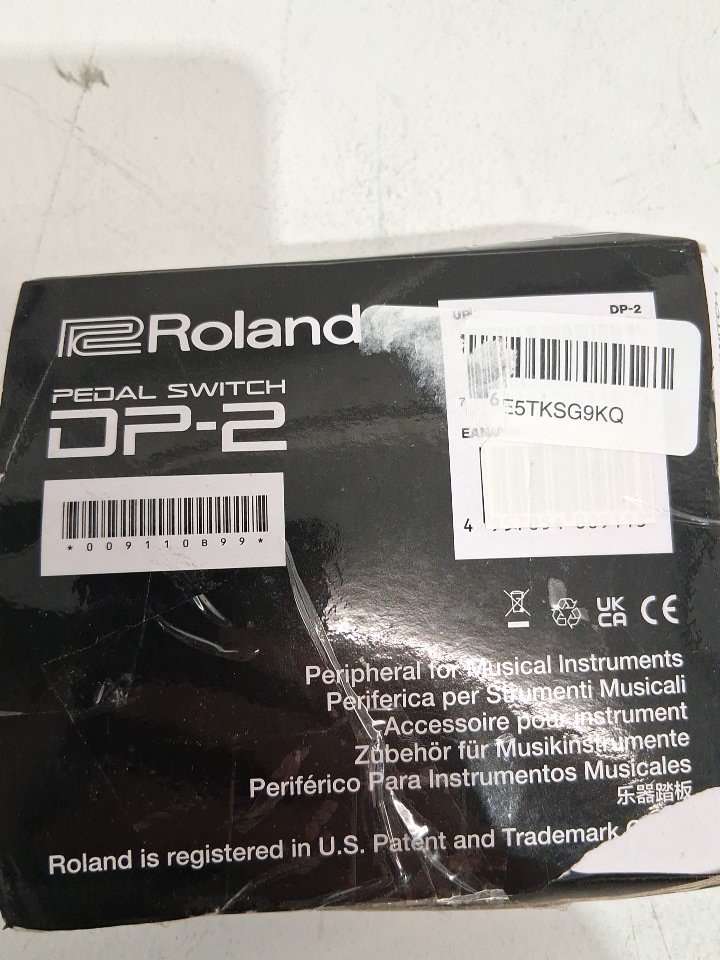 Roland
DP-2
PEDAL SWITCH
DP-2
E5TKSG9KQ
*009110B99*
UK
CA
CE
Peripheral for Musical Instruments
Periferica per Strumenti Musicali
Accessoire pour instrument
Zubehör für Musikinstrumente
Periférico Para Instrumentos Musicales
乐器踏板
Roland is registered in U.S. Patent and Trademark